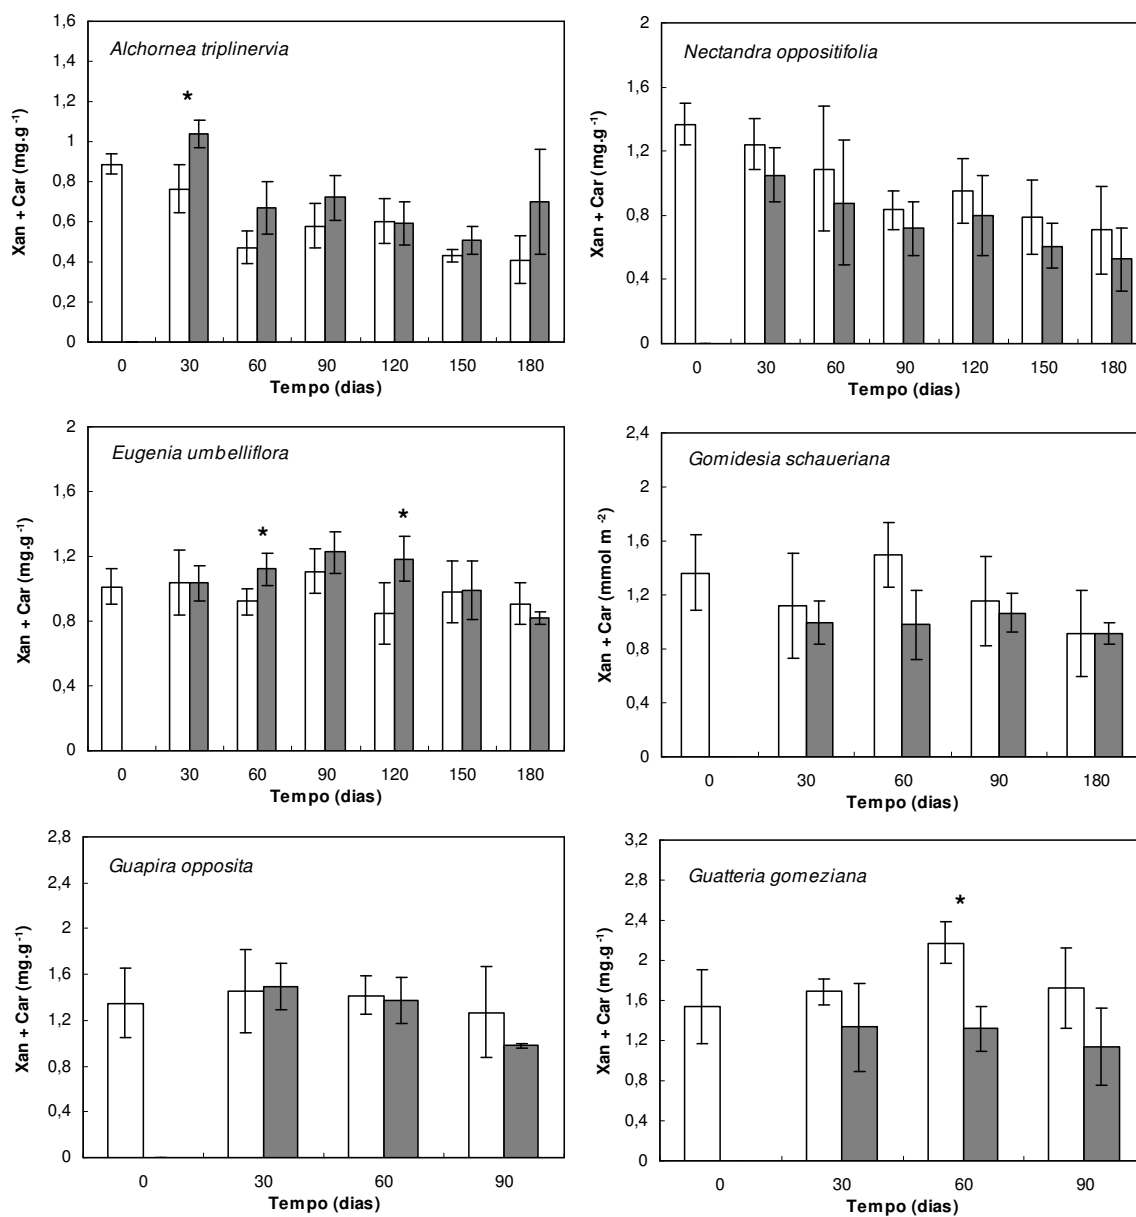 Alchornea triplinervia
Xan + Car (mg.g⁻¹)
1,6
1,4
1,2
1
0,8
0,6
0,4
0,2
0
*
0 30 60 90 120 150 180
Tempo (dias)
Nectandra oppositifolia
Xan + Car (mg.g⁻¹)
2
1,6
1,2
0,8
0,4
0
0 30 60 90 120 150 180
Tempo (dias)
Eugenia umbelliflora
Xan + Car (mg.g⁻¹)
2
1,6
1,2
0,8
0,4
0
* *
0 30 60 90 120 150 180
Tempo (dias)
Gomidesia schaueriana
Xan + Car (mmol m ⁻²)
2,4
2
1,6
1,2
0,8
0,4
0
0 30 60 90 180
Tempo (dias)
Guapira opposita
Xan + Car (mg.g⁻¹)
2,8
2,4
2
1,6
1,2
0,8
0,4
0
0 30 60 90
Tempo (dias)
Guatteria gomeziana
Xan + Car (mg.g⁻¹)
3,2
2,8
2,4
2
1,6
1,2
0,8
0,4
0
*
0 30 60 90
Tempo (dias)